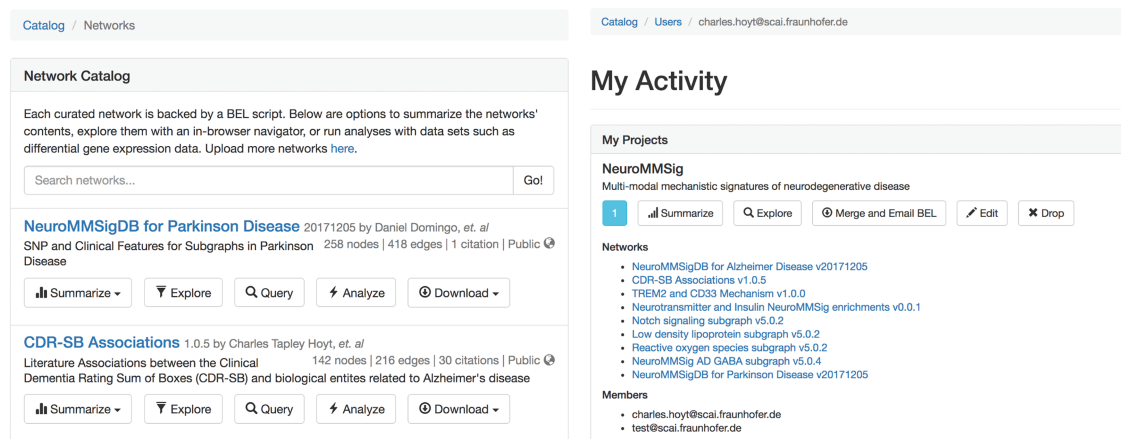 Catalog / Networks
Network Catalog
Each curated network is backed by a BEL script. Below are options to summarize the networks'
contents, explore them with an in-browser navigator, or run analyses with data sets such as
differential gene expression data. Upload more networks here.
Search networks...
Go!
NeuroMMSigDB for Parkinson Disease 20171205 by Daniel Domingo, et. al
SNP and Clinical Features for Subgraphs in Parkinson 258 nodes | 418 edges | 1 citation | Public
Disease
Summarize Explore Query Analyze Download
CDR-SB Associations 1.0.5 by Charles Tapley Hoyt, et. al
Literature Associations between the Clinical 142 nodes | 216 edges | 30 citations | Public
Dementia Rating Sum of Boxes (CDR-SB) and biological entites related to Alzheimer's disease
Summarize Explore Query Analyze Download
Catalog / Users / charles.hoyt@scai.fraunhofer.de
My Activity
My Projects
NeuroMMSig
Multi-modal mechanistic signatures of neurodegenerative disease
1 Summarize Explore Merge and Email BEL Edit Drop
Networks
• NeuroMMSigDB for Alzheimer Disease v20171205
• CDR-SB Associations v1.0.5
• TREM2 and CD33 Mechanism v1.0.0
• Neurotransmitter and Insulin NeuroMMSig enrichments v0.0.1
• Notch signaling subgraph v5.0.2
• Low density lipoprotein subgraph v5.0.2
• Reactive oxygen species subgraph v5.0.2
• NeuroMMSig AD GABA subgraph v5.0.4
• NeuroMMSigDB for Parkinson Disease v20171205
Members
• charles.hoyt@scai.fraunhofer.de
• test@scai.fraunhofer.de